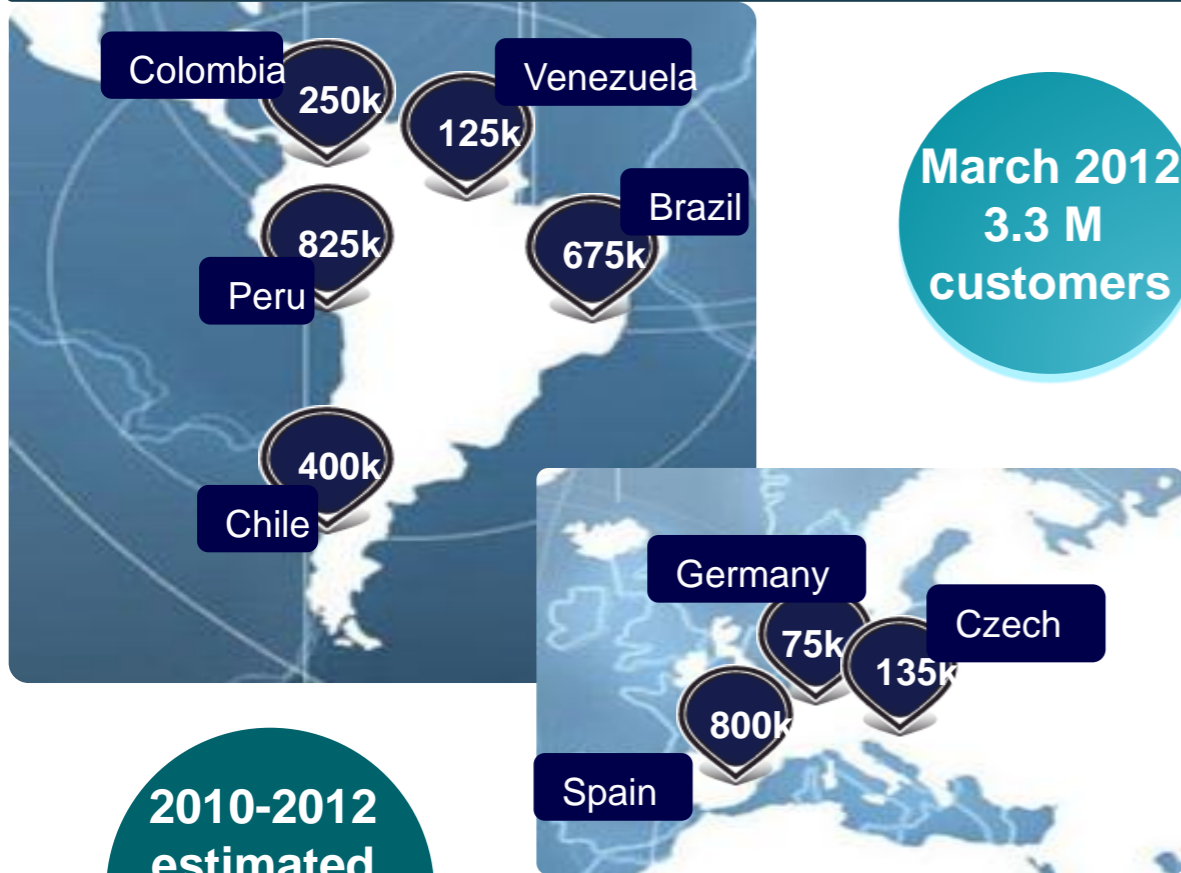 Colombia
250k
Venezuela
125k
Brazil
675k
825k
Peru
400k
Chile
March 2012
3.3 M
customers
Germany
75k
Czech
135k
800k
Spain
2010-2012
estimated